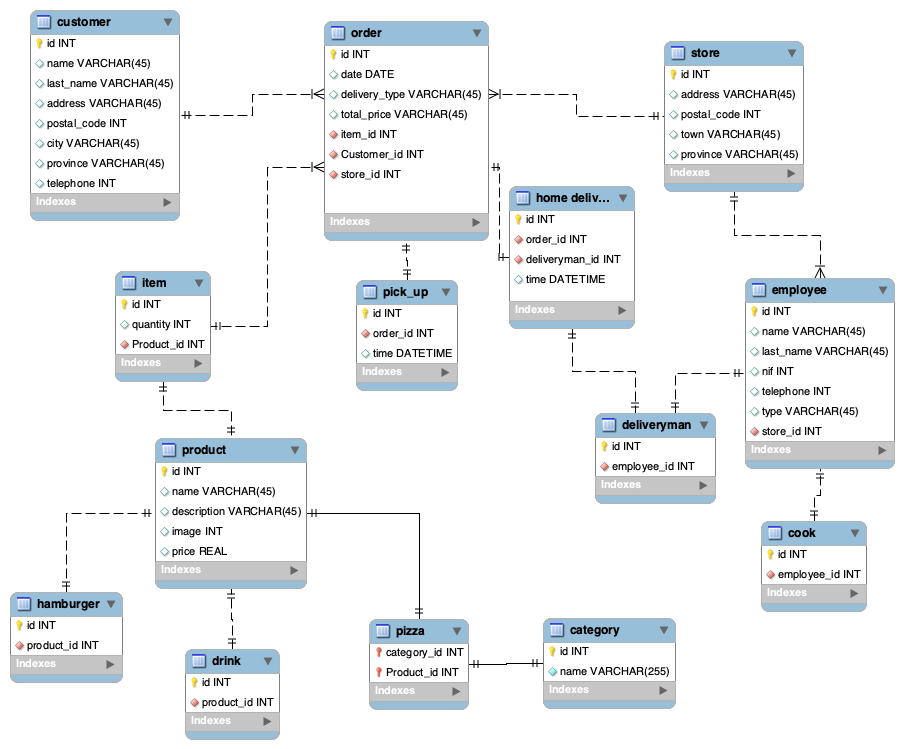 customer
id INT
name VARCHAR(45)
last_name VARCHAR(45)
address VARCHAR(45)
postal_code INT
city VARCHAR(45)
province VARCHAR(45)
telephone INT
Indexes
order
id INT
date DATE
delivery_type VARCHAR(45)
total_price VARCHAR(45)
item_id INT
Customer_id INT
store_id INT
Indexes
store
id INT
address VARCHAR(45)
postal_code INT
town VARCHAR(45)
province VARCHAR(45)
Indexes
home deliv...
id INT
order_id INT
deliveryman_id INT
time DATETIME
Indexes
item
id INT
quantity INT
Product_id INT
Indexes
pick_up
id INT
order_id INT
time DATETIME
Indexes
employee
id INT
name VARCHAR(45)
last_name VARCHAR(45)
nif INT
telephone INT
type VARCHAR(45)
store_id INT
Indexes
deliveryman
id INT
employee_id INT
Indexes
product
id INT
name VARCHAR(45)
description VARCHAR(45)
image INT
price REAL
Indexes
cook
id INT
employee_id INT
Indexes
hamburger
id INT
product_id INT
Indexes
drink
id INT
product_id INT
Indexes
pizza
category_id INT
Product_id INT
Indexes
category
id INT
name VARCHAR(255)
Indexes